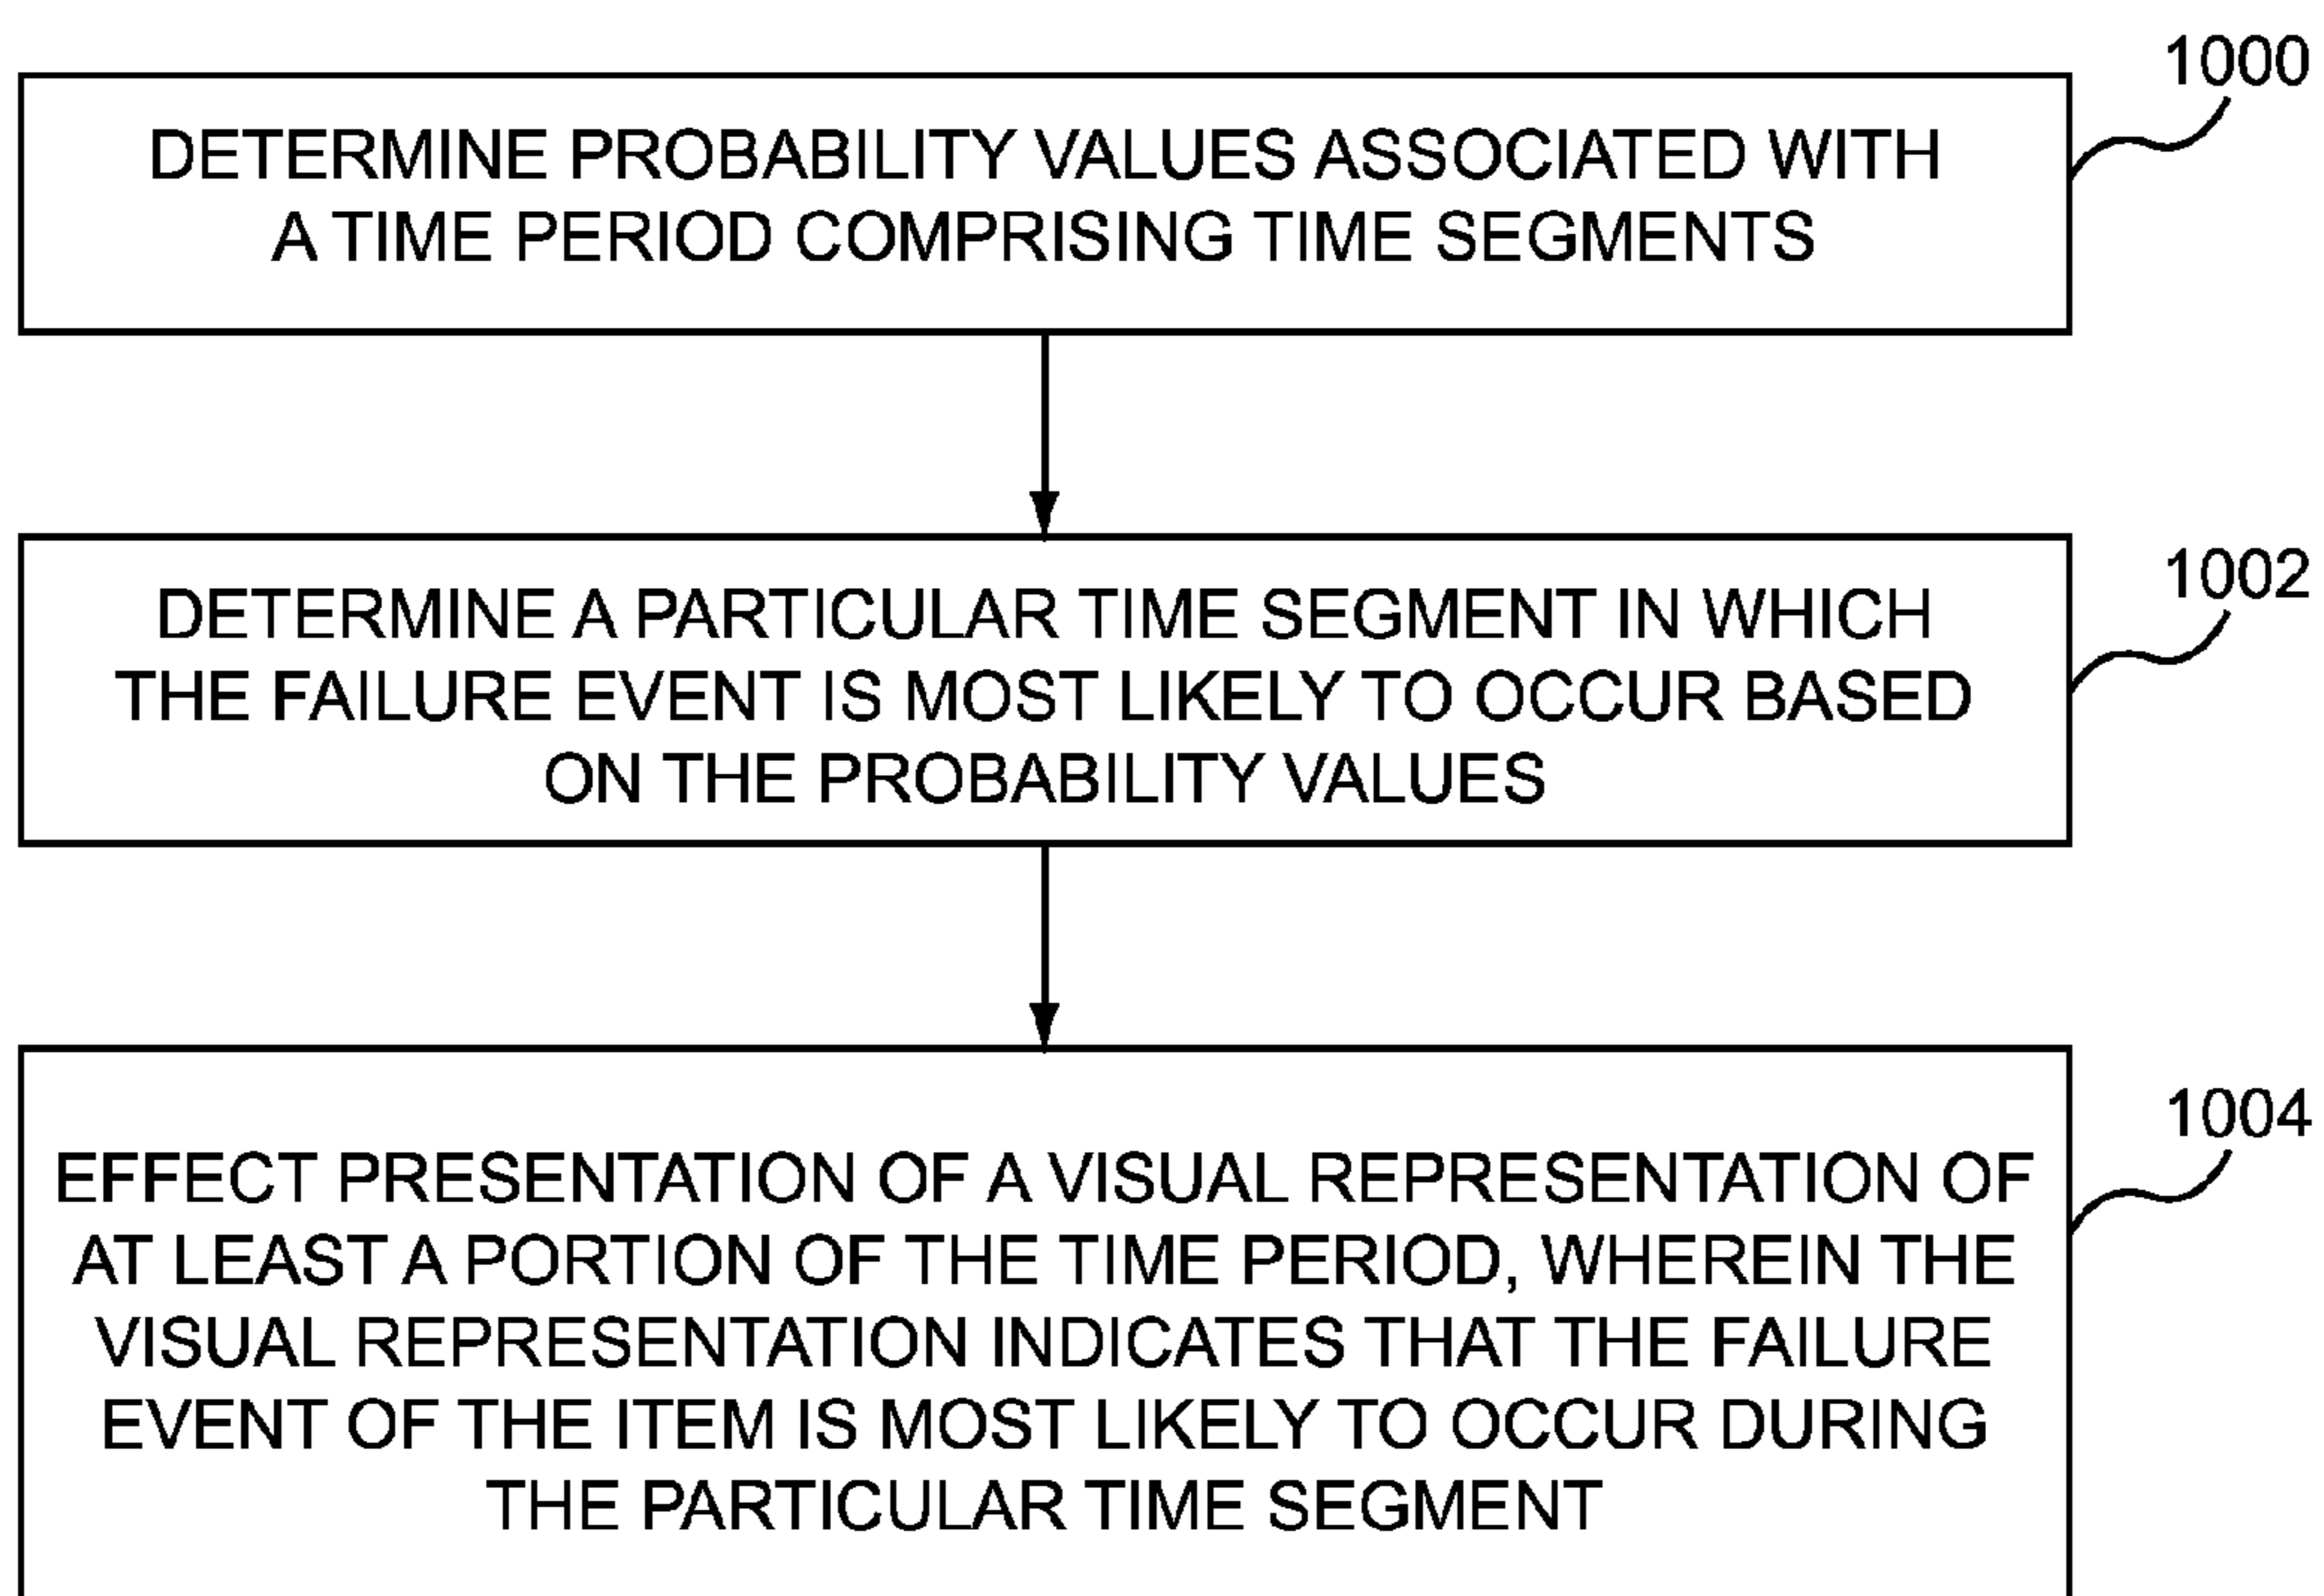 1000
DETERMINE PROBABILITY VALUES ASSOCIATED WITH
A TIME PERIOD COMPRISING TIME SEGMENTS
1002
DETERMINE A PARTICULAR TIME SEGMENT IN WHICH
THE FAILURE EVENT IS MOST LIKELY TO OCCUR BASED
ON THE PROBABILITY VALUES
1004
EFFECT PRESENTATION OF A VISUAL REPRESENTATION OF
AT LEAST A PORTION OF THE TIME PERIOD, WHEREIN THE
VISUAL REPRESENTATION INDICATES THAT THE FAILURE
EVENT OF THE ITEM IS MOST LIKELY TO OCCUR DURING
THE PARTICULAR TIME SEGMENT